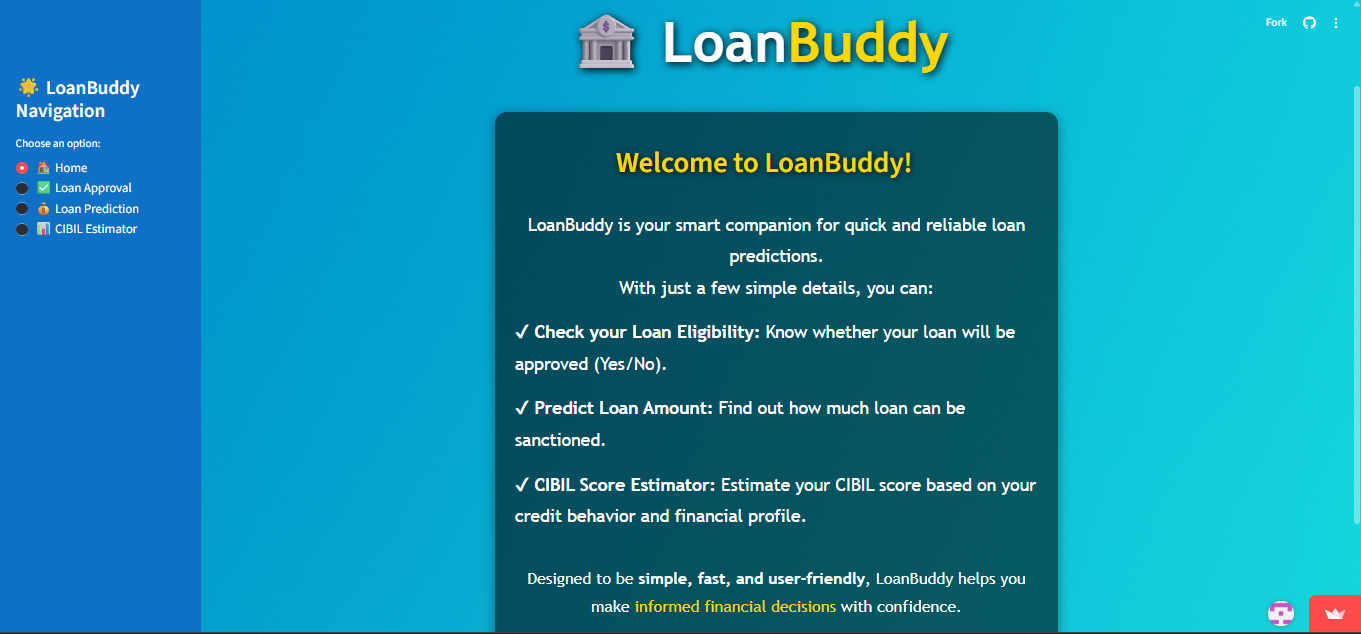 Fork
🌟 LoanBuddy
Navigation
Choose an option:
🏠 Home
✅ Loan Approval
💰 Loan Prediction
📊 CIBIL Estimator
LoanBuddy
Welcome to LoanBuddy!
LoanBuddy is your smart companion for quick and reliable loan
predictions.
With just a few simple details, you can:
✓ Check your Loan Eligibility: Know whether your loan will be
approved (Yes/No).
✓ Predict Loan Amount: Find out how much loan can be
sanctioned.
✓ CIBIL Score Estimator: Estimate your CIBIL score based on your
credit behavior and financial profile.
Designed to be simple, fast, and user-friendly, LoanBuddy helps you
make informed financial decisions with confidence.